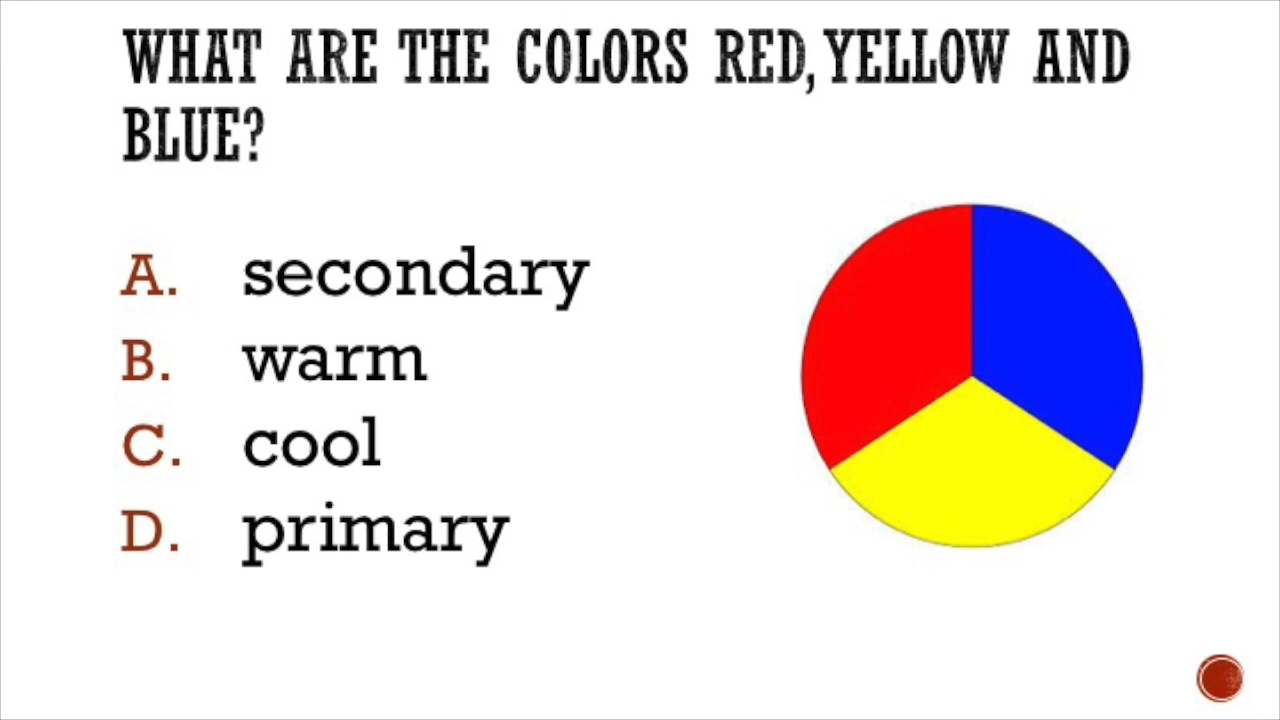 WHAT ARE THE COLORS RED, YELLOW AND
BLUE?
A. secondary
B. warm
C. cool
D. primary